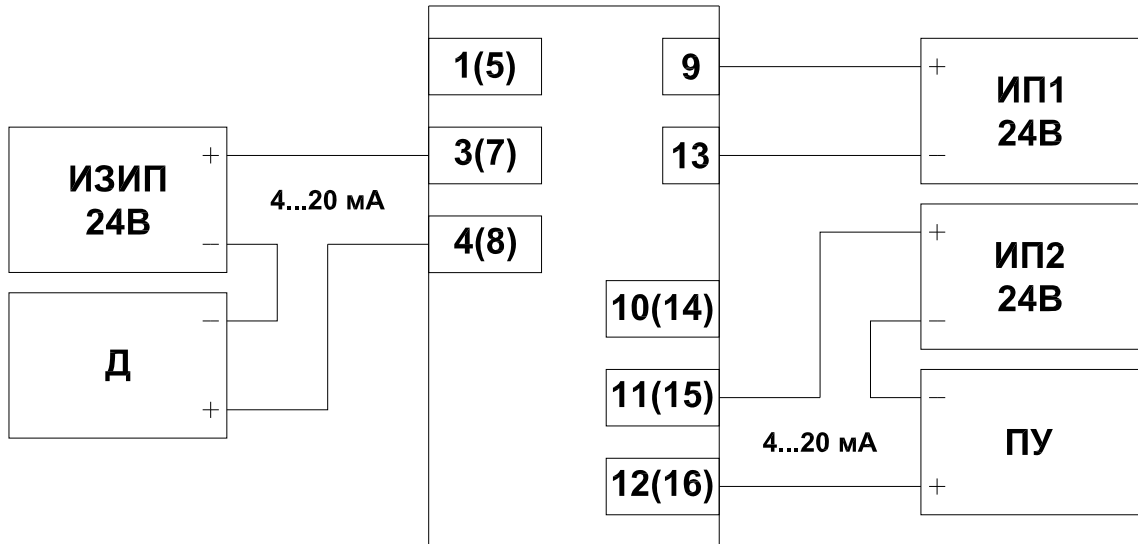 1(5)
9
+
ИП1
24В
ИЗИП
24В
+
3(7)
13
−
4...20 мА
−
4(8)
+
ИП2
24В
−
Д
−
10(14)
+
11(15)
−
ПУ
4...20 мА
12(16)
+